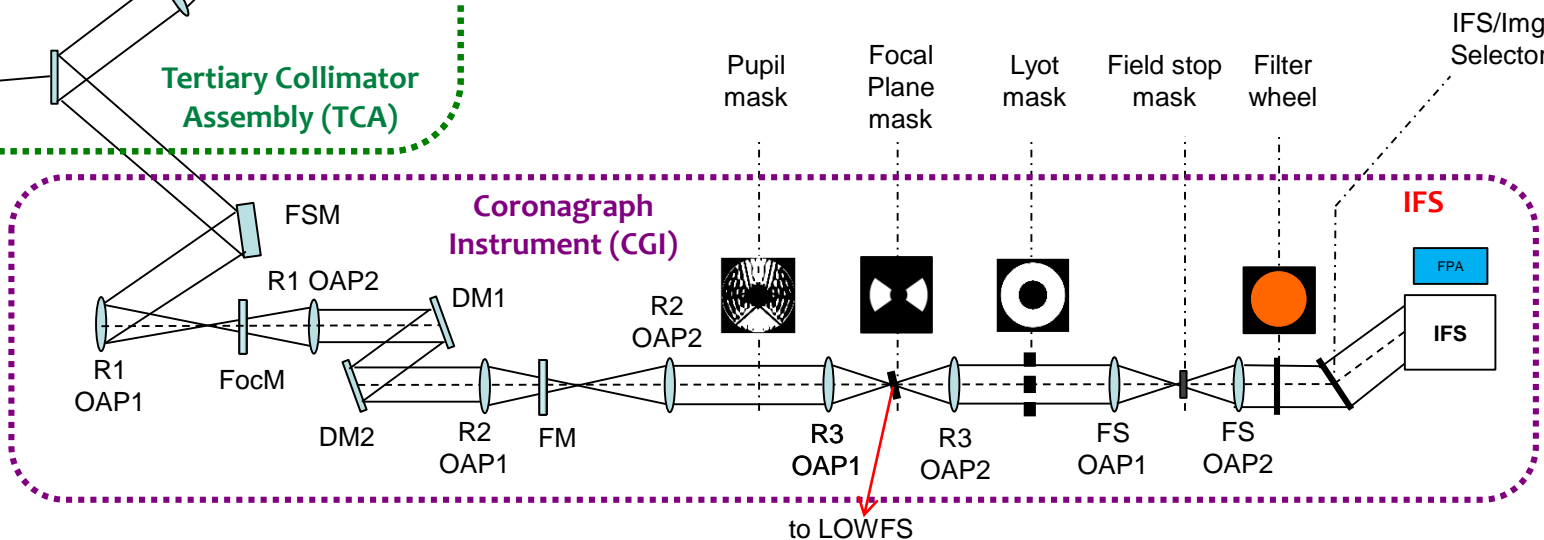 IFS/Img
Selector
Tertiary Collimator
Assembly (TCA)
Pupil
mask
Focal
Plane
mask
Lyot
mask
Field stop
mask
Filter
wheel
Coronagraph
Instrument (CGI)
IFS
FSM
FPA
R1 OAP2
DM1
R2
OAP2
IFS
R1
OAP1
FocM
DM2
R2
OAP1
FM
R3
OAP1
R3
OAP2
FS
OAP1
FS
OAP2
to LOWFS